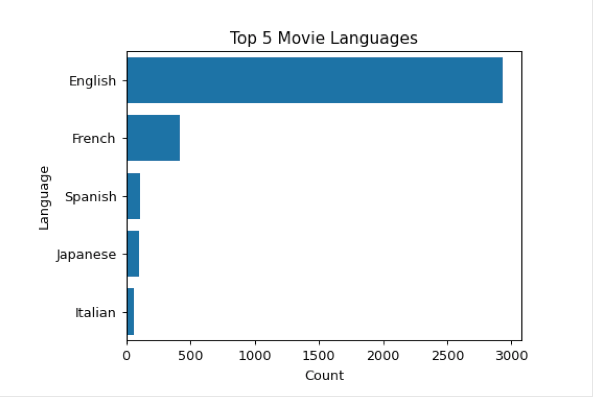 Top 5 Movie Languages
Language
English
French
Spanish
Japanese
Italian
0 500 1000 1500 2000 2500 3000
Count